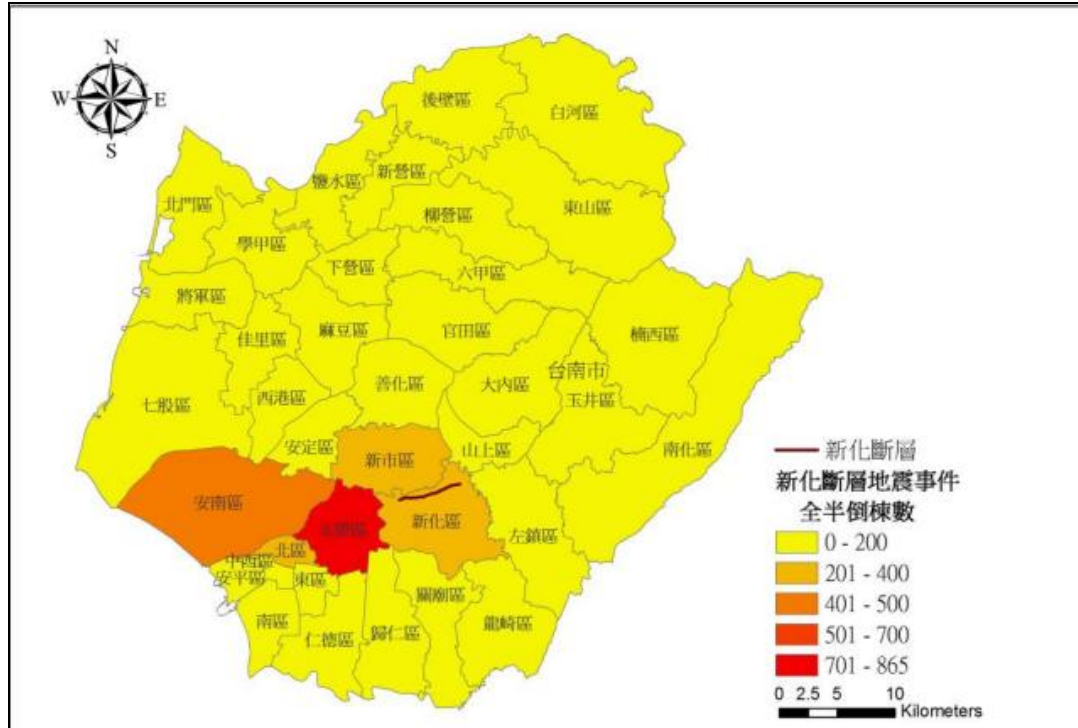 N
W E
S
後壁區
白河區
新營區
鹽水區
北門區
柳營區
東山區
學甲區
下營區
六甲區
將軍區
麻豆區
官田區
楠西區
佳里區
善化區
大內區
台南市
西港區
玉井區
七股區
安定區
山上區
南化區
新市區
安南區
永康區
新化區
左鎮區
北區
中西區
安平區
東區
關廟區
南區
仁德區
歸仁區
龍崎區
新化斷層
新化斷層地震事件
全半倒棟數
0 - 200
201 - 400
401 - 500
501 - 700
701 - 865
0 2.5 5 10
Kilometers